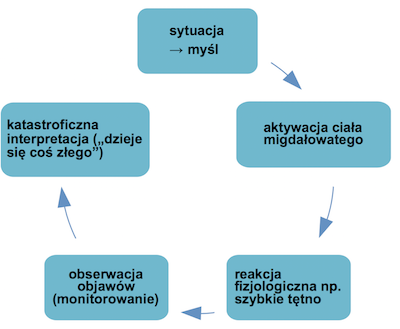 sytuacja
→ myśl
aktywacja ciała
migdałowatego
reakcja
fizjologiczna np.
szybkie tętno
obserwacja
objawów
(monitorowanie)
katastroficzna
interpretacja („dzieje
się coś złego”)